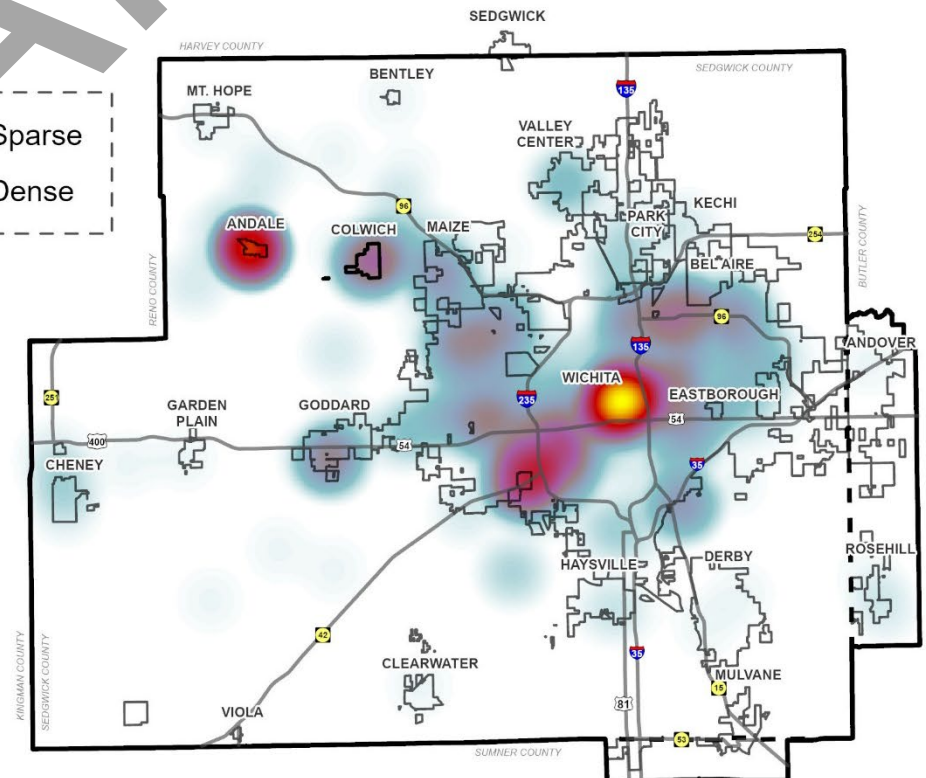 SEDGWICK
HARVEY COUNTY
SEDGWICK COUNTY
BENTLEY
MT. HOPE
135
VALLEY
CENTER
Sparse
Dense
96
ANDALE
COLWICH
MAIZE
PARK
CITY
KECHI
254
BEL AIRE
BUTLER COUNTY
RENO COUNTY
96
135
ANDOVER
WICHITA
EASTBOROUGH
251
235
GARDEN
PLAIN
GODDARD
54
400
54
CHENEY
35
HAYSVILLE
DERBY
ROSEHILL
42
KINGMAN COUNTY
SEDGWICK COUNTY
35
CLEARWATER
MULVANE
15
81
VIOLA
53
SUMNER COUNTY